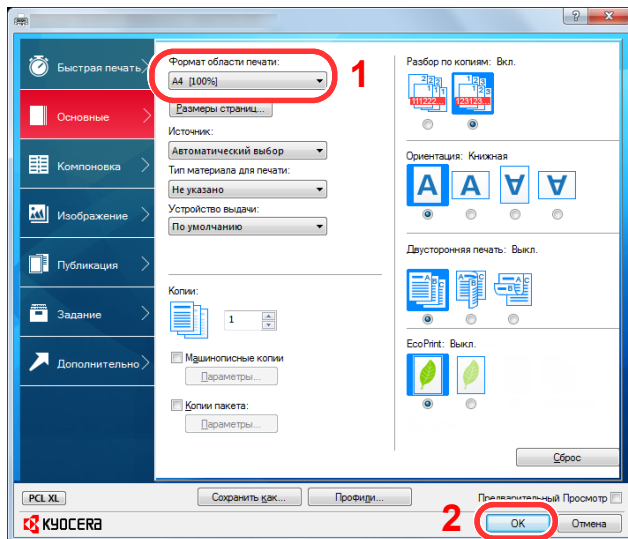 Быстрая печать
Основные
Компоновка
Изображение
Публикация
Задание
Дополнительно
Формат области печати:
A4 [100%]
1
Размеры страниц...
Источник:
Автоматический выбор
Тип материала для печати:
Не указано
Устройство выдачи:
По умолчанию
Копии:
1
Машинописные копии
Параметры...
Копии пакета:
Параметры...
Разбор по копиям: Вкл.
111222...
123123...
Ориентация: Книжная
A A A A
Двусторонняя печать: Выкл.
EcoPrint: Выкл.
Сброс
PCL XL
Сохранить как...
Профили...
Предварительный Просмотр
KYOCERA
2
OK
Отмена